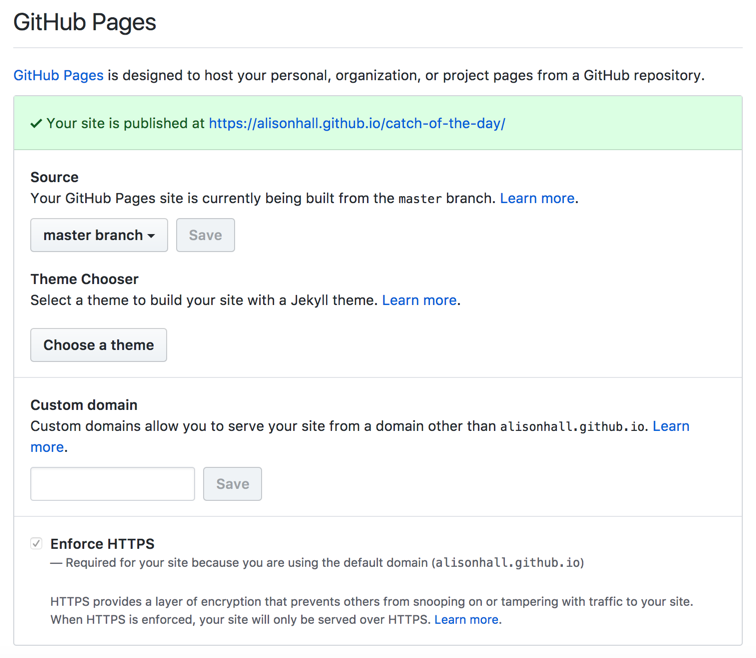 GitHub Pages
GitHub Pages is designed to host your personal, organization, or project pages from a GitHub repository.
Your site is published at https://alisonhall.github.io/catch-of-the-day/
Source
Your GitHub Pages site is currently being built from the master branch. Learn more.
master branch
Save
Theme Chooser
Select a theme to build your site with a Jekyll theme. Learn more.
Choose a theme
Custom domain
Custom domains allow you to serve your site from a domain other than alisonhall.github.io. Learn
more.
Save
Enforce HTTPS
— Required for your site because you are using the default domain (alisonhall.github.io)
HTTPS provides a layer of encryption that prevents others from snooping on or tampering with traffic to your site.
When HTTPS is enforced, your site will only be served over HTTPS. Learn more.